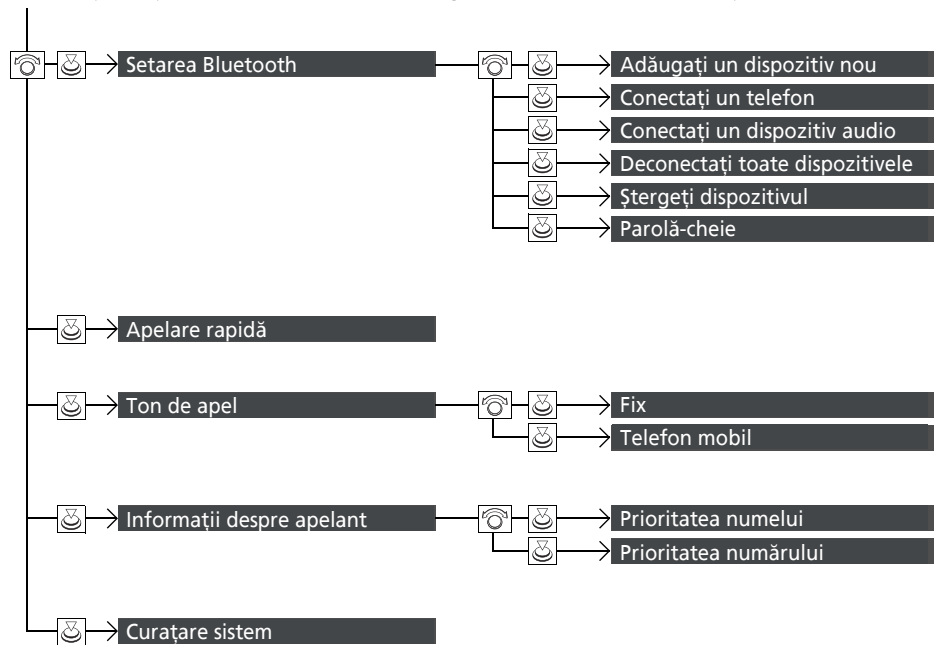 Setarea Bluetooth
Adăugați un dispozitiv nou
Conectați un telefon
Conectați un dispozitiv audio
Deconectați toate dispozitivele
Ștergeți dispozitivul
Parolă-cheie
Apelare rapidă
Ton de apel
Fix
Telefon mobil
Informații despre apelant
Prioritatea numelui
Prioritatea numărului
Curațare sistem